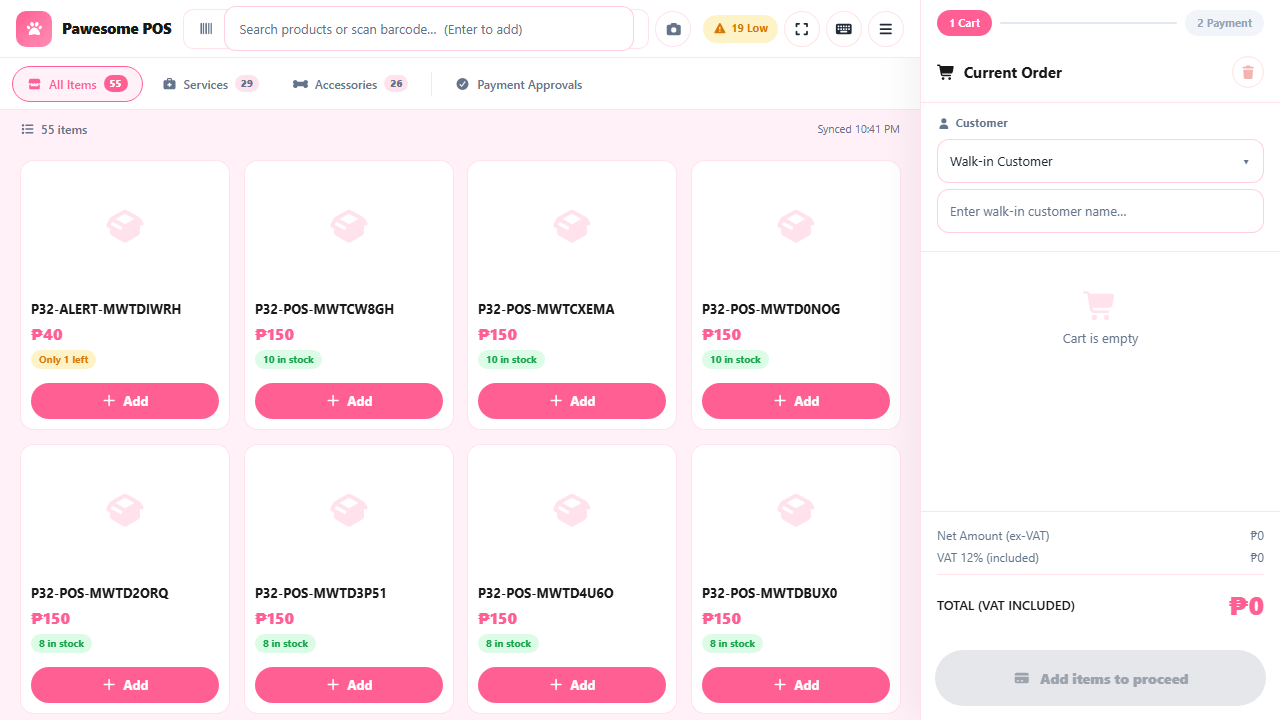 Pawesome POS
Search products or scan barcode... (Enter to add)
19 Low
All Items 55
Services 29
Accessories 26
Payment Approvals
55 items
Synced 10:41 PM
P32-ALERT-MWTDIWRH
₱40
Only 1 left
+ Add
P32-POS-MWTCW8GH
₱150
10 in stock
+ Add
P32-POS-MWTCXEMA
₱150
10 in stock
+ Add
P32-POS-MWTD0NOG
₱150
10 in stock
+ Add
P32-POS-MWTD2ORQ
₱150
8 in stock
+ Add
P32-POS-MWTD3P51
₱150
8 in stock
+ Add
P32-POS-MWTD4U6O
₱150
8 in stock
+ Add
P32-POS-MWTDBUX0
₱150
8 in stock
+ Add
1 Cart
2 Payment
Current Order
Customer
Walk-in Customer
Enter walk-in customer name...
Cart is empty
Net Amount (ex-VAT) ₱0
VAT 12% (included) ₱0
TOTAL (VAT INCLUDED) ₱0
Add items to proceed